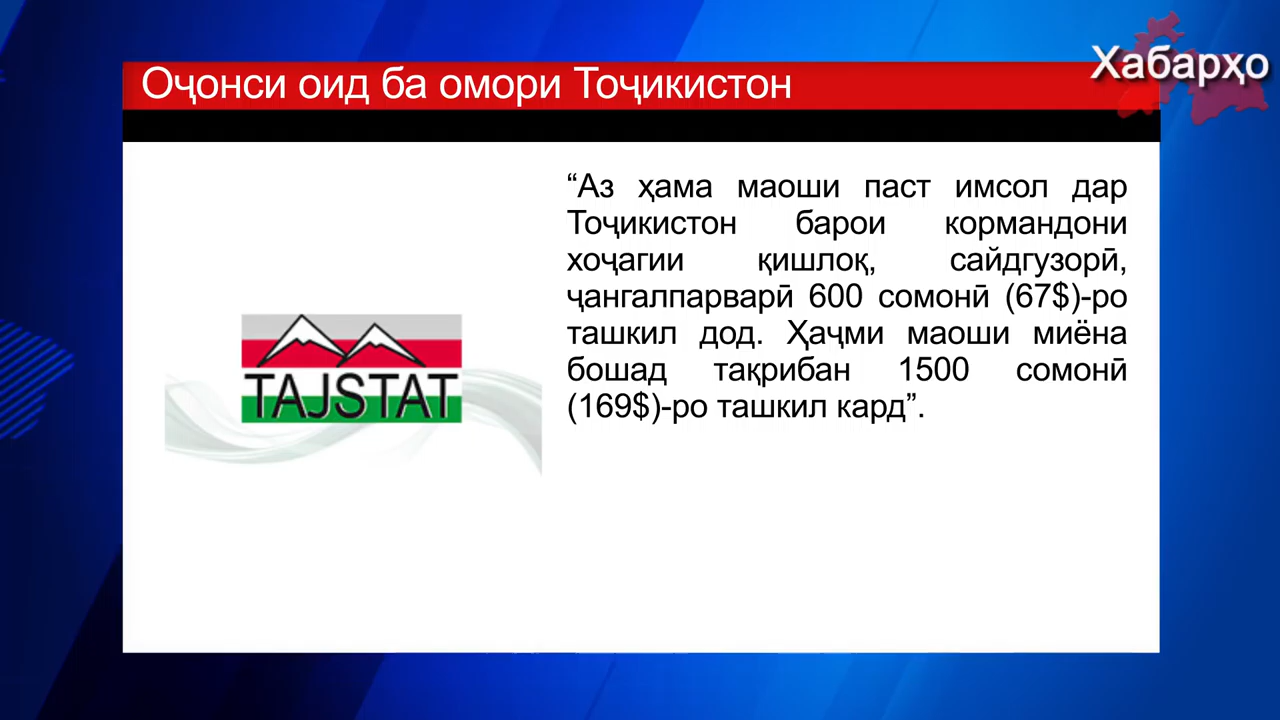 Хабарҳо
Оҷонси оид ба омори Тоҷикистон
“Аз ҳама маоши паст имсол дар
Тоҷикистон барои кормандони
хоҷагии қишлоқ, сайдгузорӣ,
ҷангалпарварӣ 600 сомонӣ (67$)-ро
ташкил дод. Ҳаҷми маоши миёна
бошад тақрибан 1500 сомонӣ
(169$)-ро ташкил кард”.
TAJSTAT